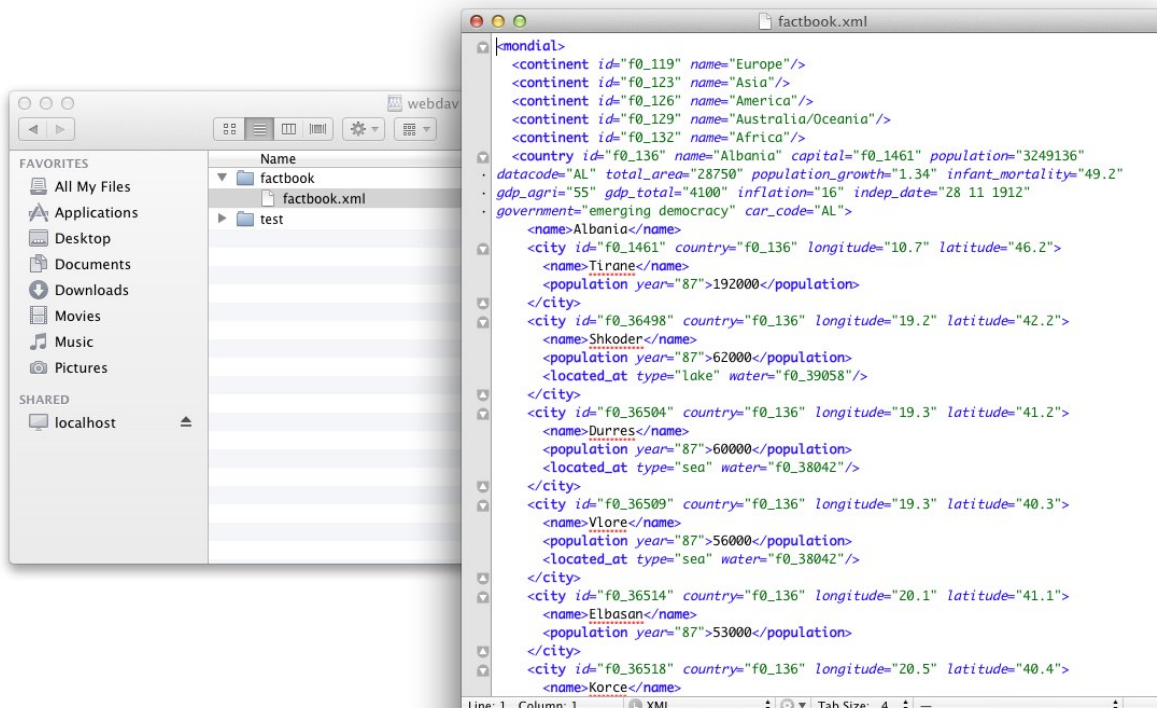 webdav
FAVORITES
All My Files
Applications
Desktop
Documents
Downloads
Movies
Music
Pictures
SHARED
localhost
Name
factbook
factbook.xml
test
factbook.xml
<mondial>
<continent id="f0_119" name="Europe"/>
<continent id="f0_123" name="Asia"/>
<continent id="f0_126" name="America"/>
<continent id="f0_129" name="Australia/Oceania"/>
<continent id="f0_132" name="Africa"/>
<country id="f0_136" name="Albania" capital="f0_1461" population="3249136"
datacode="AL" total_area="28750" population_growth="1.34" infant_mortality="49.2"
gdp_agri="55" gdp_total="4100" inflation="16" indep_date="28 11 1912"
government="emerging democracy" car_code="AL">
<name>Albania</name>
<city id="f0_1461" country="f0_136" longitude="10.7" latitude="46.2">
<name>Tirane</name>
<population year="87">192000</population>
</city>
<city id="f0_36498" country="f0_136" longitude="19.2" latitude="42.2">
<name>Shkoder</name>
<population year="87">62000</population>
<located_at type="lake" water="f0_39058"/>
</city>
<city id="f0_36504" country="f0_136" longitude="19.3" latitude="41.2">
<name>Durres</name>
<population year="87">60000</population>
<located_at type="sea" water="f0_38042"/>
</city>
<city id="f0_36509" country="f0_136" longitude="19.3" latitude="40.3">
<name>Vlore</name>
<population year="87">56000</population>
<located_at type="sea" water="f0_38042"/>
</city>
<city id="f0_36514" country="f0_136" longitude="20.1" latitude="41.1">
<name>Elbasan</name>
<population year="87">53000</population>
</city>
<city id="f0_36518" country="f0_136" longitude="20.5" latitude="40.4">
<name>Korce</name>
Line: 1 Column: 1 XML Tab Size: 4 —